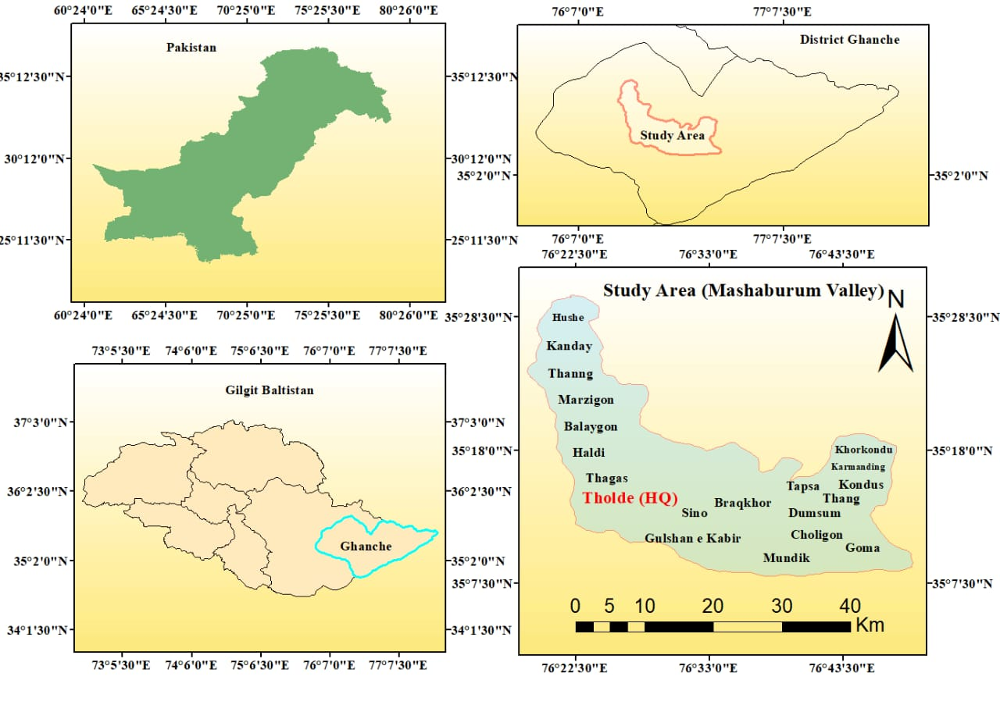 60°24'0"E 65°24'30"E 70°25'0"E 75°25'30"E 80°26'0"E
Pakistan
35°12'30"N 35°12'30"N
30°12'0"N 30°12'0"N
25°11'30"N 25°11'30"N
60°24'0"E 65°24'30"E 70°25'0"E 75°25'30"E 80°26'0"E
76°7'0"E 77°7'30"E
District Ghanche
Study Area
35°2'0"N 35°2'0"N
76°7'0"E 77°7'30"E
73°5'30"E 74°6'0"E 75°6'30"E 76°7'0"E 77°7'30"E
Gilgit Baltistan
37°3'0"N 37°3'0"N
36°2'30"N 36°2'30"N
Ghanche
35°2'0"N 35°2'0"N
34°1'30"N 34°1'30"N
73°5'30"E 74°6'0"E 75°6'30"E 76°7'0"E 77°7'30"E
76°22'30"E 76°33'0"E 76°43'30"E
Study Area (Mashaburum Valley)
N
35°28'30"N 35°28'30"N
Hushe
Kanday
Thanng
Marzigon
Balaygon
35°18'0"N 35°18'0"N
Khorkondu
Haldi
Karmanding
Thagas
Tapsa Kondus
Tholde (HQ) Thang
Braqkhor
Sino Dumsum
Gulshan e Kabir Choligon
Goma
Mundik
35°7'30"N 35°7'30"N
0 5 10 20 30 40
Km
76°22'30"E 76°33'0"E 76°43'30"E